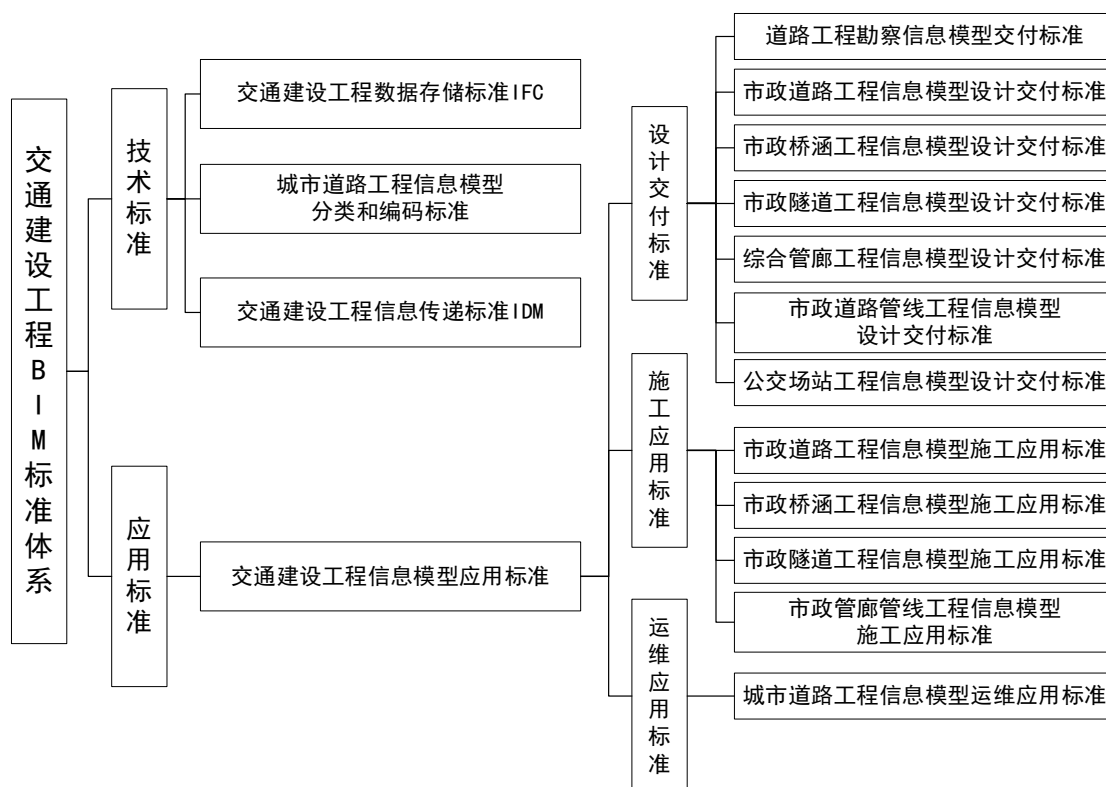 交通建设工程BIM标准体系
技术标准
交通建设工程数据存储标准IFC
城市道路工程信息模型
分类和编码标准
交通建设工程信息传递标准IDM
应用标准
交通建设工程信息模型应用标准
设计交付标准
道路工程勘察信息模型交付标准
市政道路工程信息模型设计交付标准
市政桥涵工程信息模型设计交付标准
市政隧道工程信息模型设计交付标准
综合管廊工程信息模型设计交付标准
市政道路管线工程信息模型
设计交付标准
公交场站工程信息模型设计交付标准
施工应用标准
市政道路工程信息模型施工应用标准
市政桥涵工程信息模型施工应用标准
市政隧道工程信息模型施工应用标准
市政管廊管线工程信息模型
施工应用标准
运维应用标准
城市道路工程信息模型运维应用标准